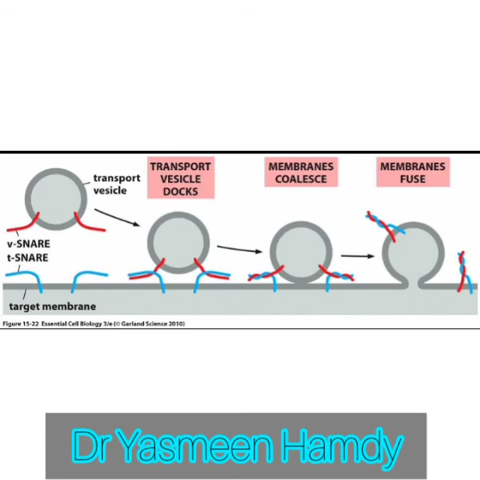 TRANSPORT
VESICLE
DOCKS
MEMBRANES
COALESCE
MEMBRANES
FUSE
transport
vesicle
v-SNARE
t-SNARE
target membrane
Figure 15-22 Essential Cell Biology 3/e (© Garland Science 2010)
Dr Yasmeen Hamdy